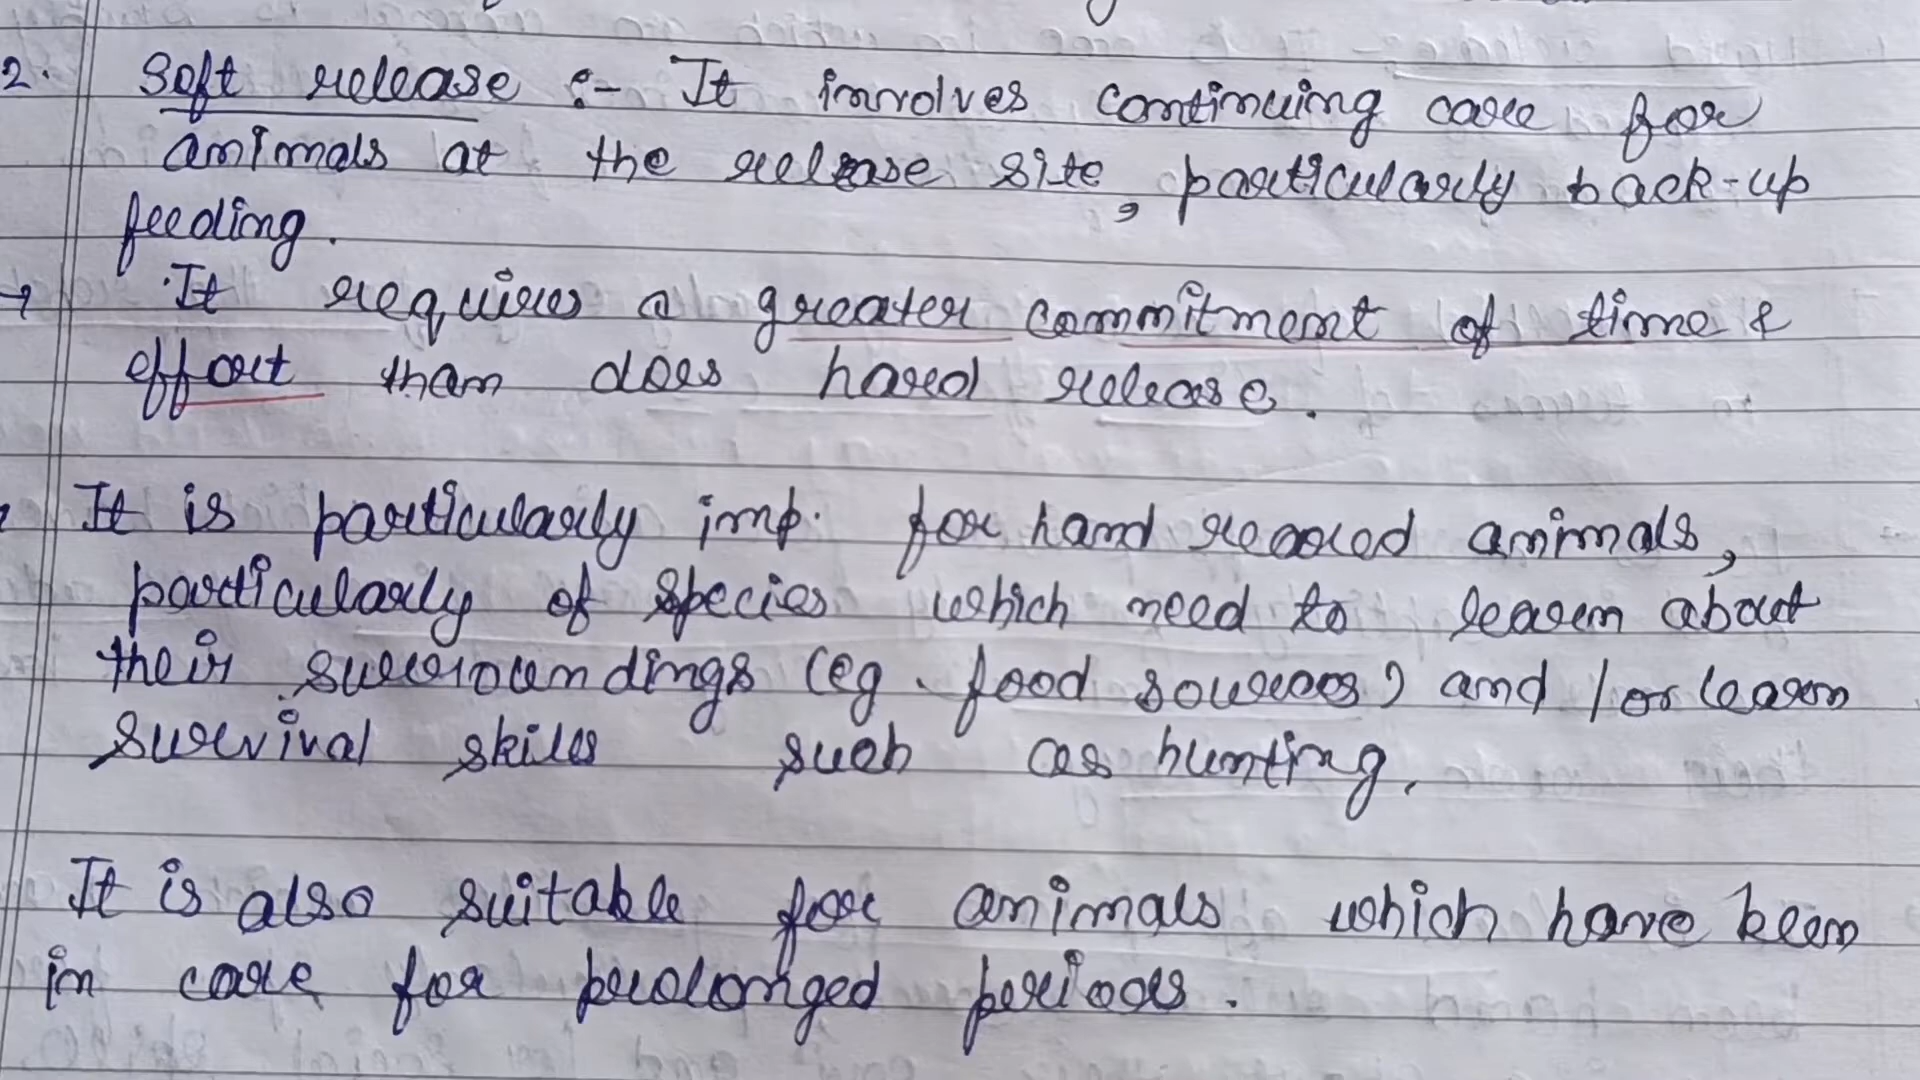 2. Soft release :- It involves continuing care for
animals at the release site, particularly back-up
feeding.
→ It requires a greater commitment of time &
effort than does hard release.
It is particularly imp. for hand reared animals,
particularly of species which need to learn about
their surroundings (eg. food sources) and / or learn
survival skills such as hunting.
It is also suitable for animals which have been
in care for prolonged periods.